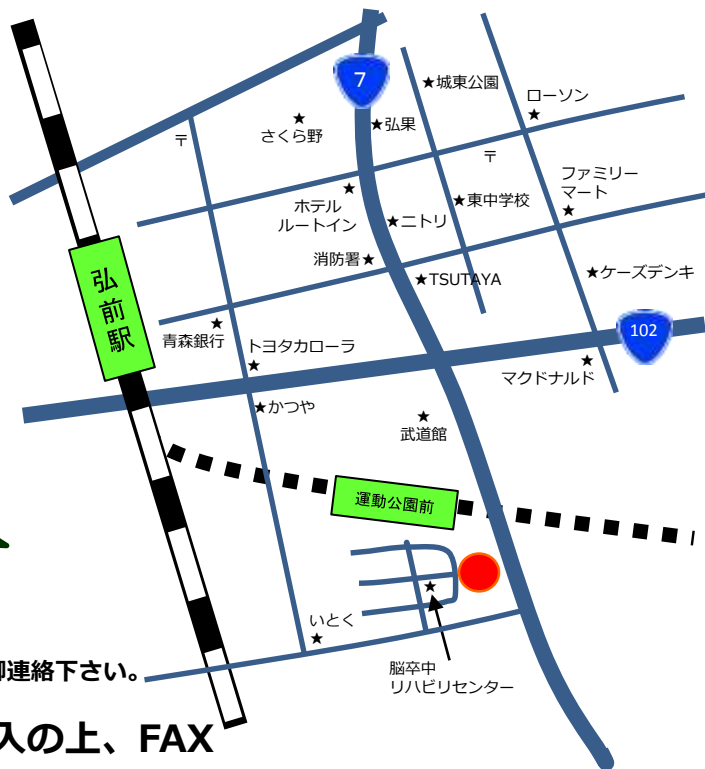 7
★城東公園
ローソン
★
★
さくら野
★弘果
〒
〒
ファミリー
マート
★
★
ホテル
ルートイン
★東中学校
★ニトリ
消防署★
★TSUTAYA
★ケーズデンキ
弘前駅
★
青森銀行
トヨタカローラ
★
102
★
マクドナルド
★かつや
★
武道館
運動公園前
★
いとく
★
脳卒中
リハビリセンター
御連絡下さい。
入の上、FAX